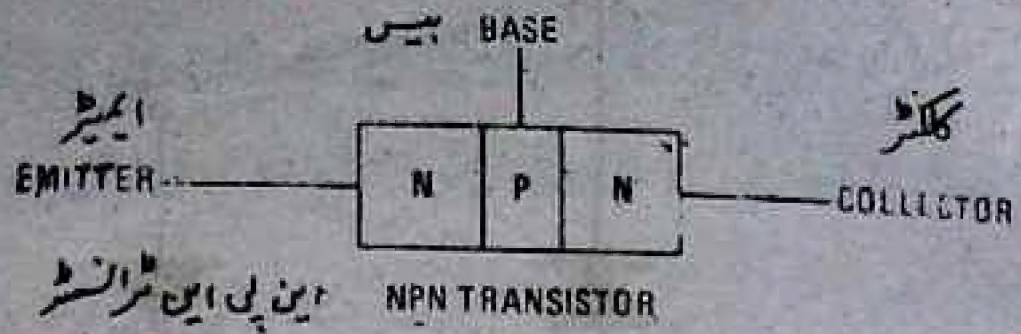 بیس BASE
ایمیٹر
EMITTER
کلکٹر
COLLECTOR
N P N
این پی این ٹرانسسٹر NPN TRANSISTOR